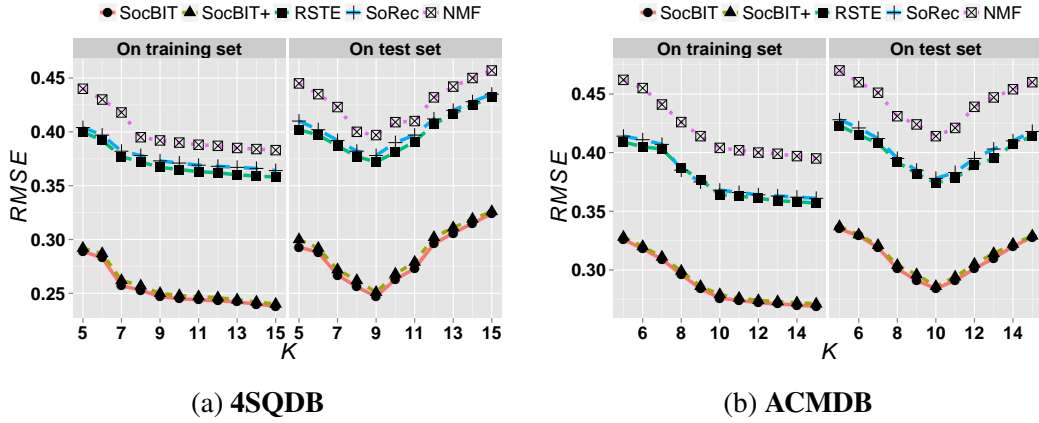 SocBIT SocBIT+ RSTE SoRec NMF
On training set On test set
RMSE
0.45
0.40
0.35
0.30
0.25
5 7 9 11 13 15 5 7 9 11 13 15
K
(a) 4SQDB
SocBIT SocBIT+ RSTE SoRec NMF
On training set On test set
RMSE
0.45
0.40
0.35
0.30
6 8 10 12 14 6 8 10 12 14
K
(b) ACMDB